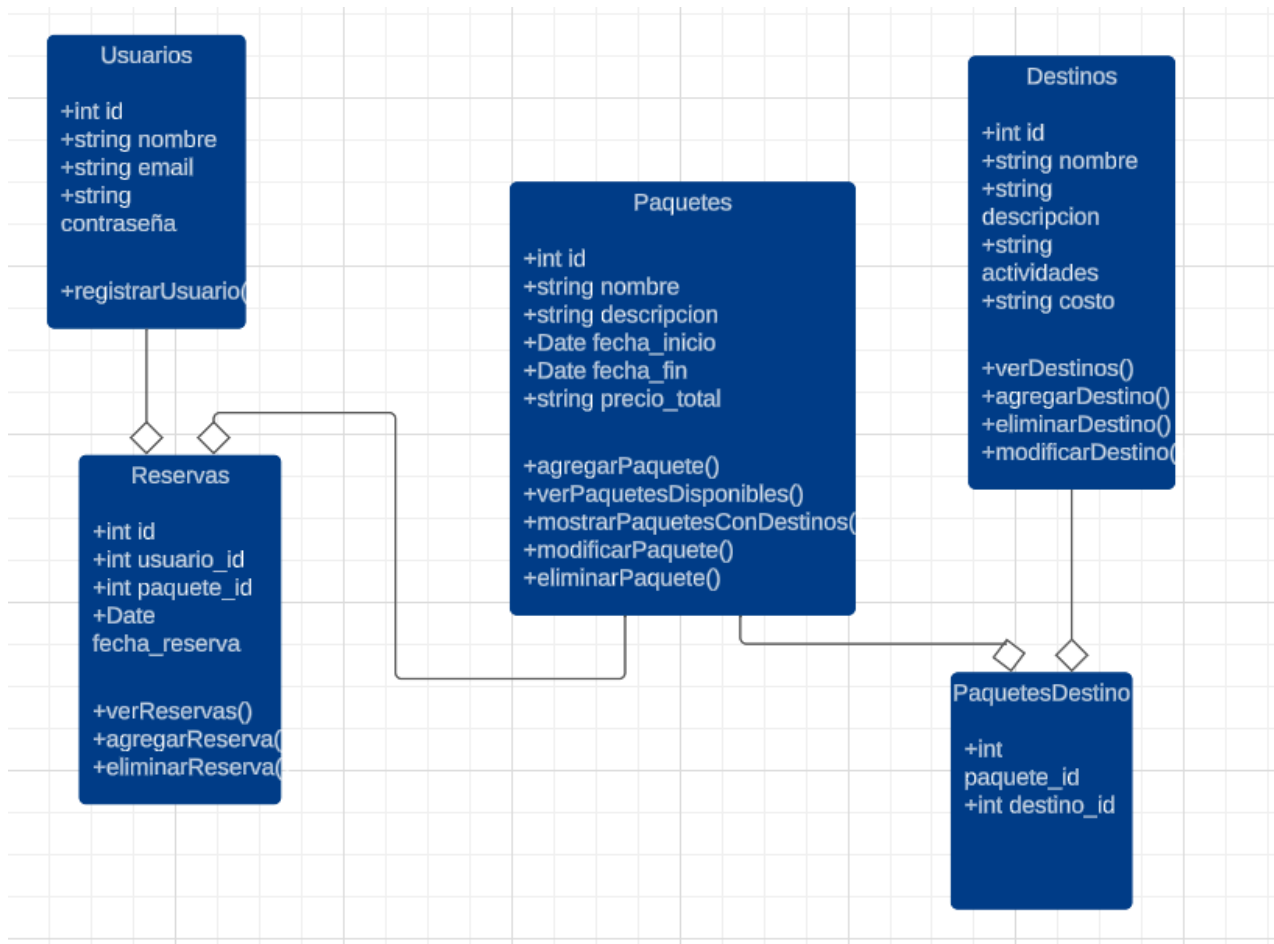 Usuarios
+int id
+string nombre
+string email
+string
contraseña
+registrarUsuario(
Reservas
+int id
+int usuario_id
+int paquete_id
+Date
fecha_reserva
+verReservas()
+agregarReserva(
+eliminarReserva(
Paquetes
+int id
+string nombre
+string descripcion
+Date fecha_inicio
+Date fecha_fin
+string precio_total
+agregarPaquete()
+verPaquetesDisponibles()
+mostrarPaquetesConDestinos(
+modificarPaquete()
+eliminarPaquete()
Destinos
+int id
+string nombre
+string
descripcion
+string
actividades
+string costo
+verDestinos()
+agregarDestino()
+eliminarDestino()
+modificarDestino(
PaquetesDestino
+int
paquete_id
+int destino_id